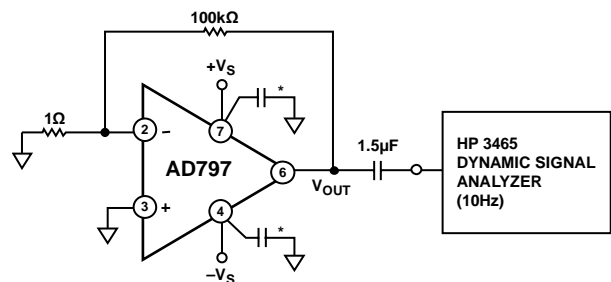 100kΩ
+VS
*
1Ω
2
−
7
1.5µF
AD797
6
VOUT
3
+
4
*
−VS
HP 3465
DYNAMIC SIGNAL
ANALYZER
(10Hz)